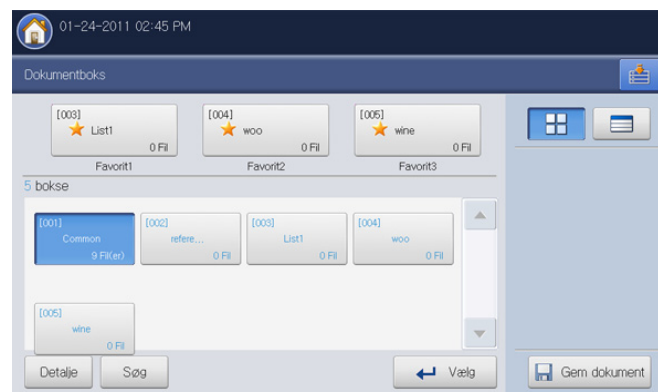 01-24-2011 02:45 PM
Dokumentboks
[003] [004] [005]
List1 woo wine
0 Fil 0 Fil 0 Fil
Favorit1 Favorit2 Favorit3
5 bokse
[001] [002] [003] [004]
Common refere... List1 woo
9 Fil(er) 0 Fil 0 Fil 0 Fil
[005]
wine
0 Fil
Detalje Søg Vælg Gem dokument